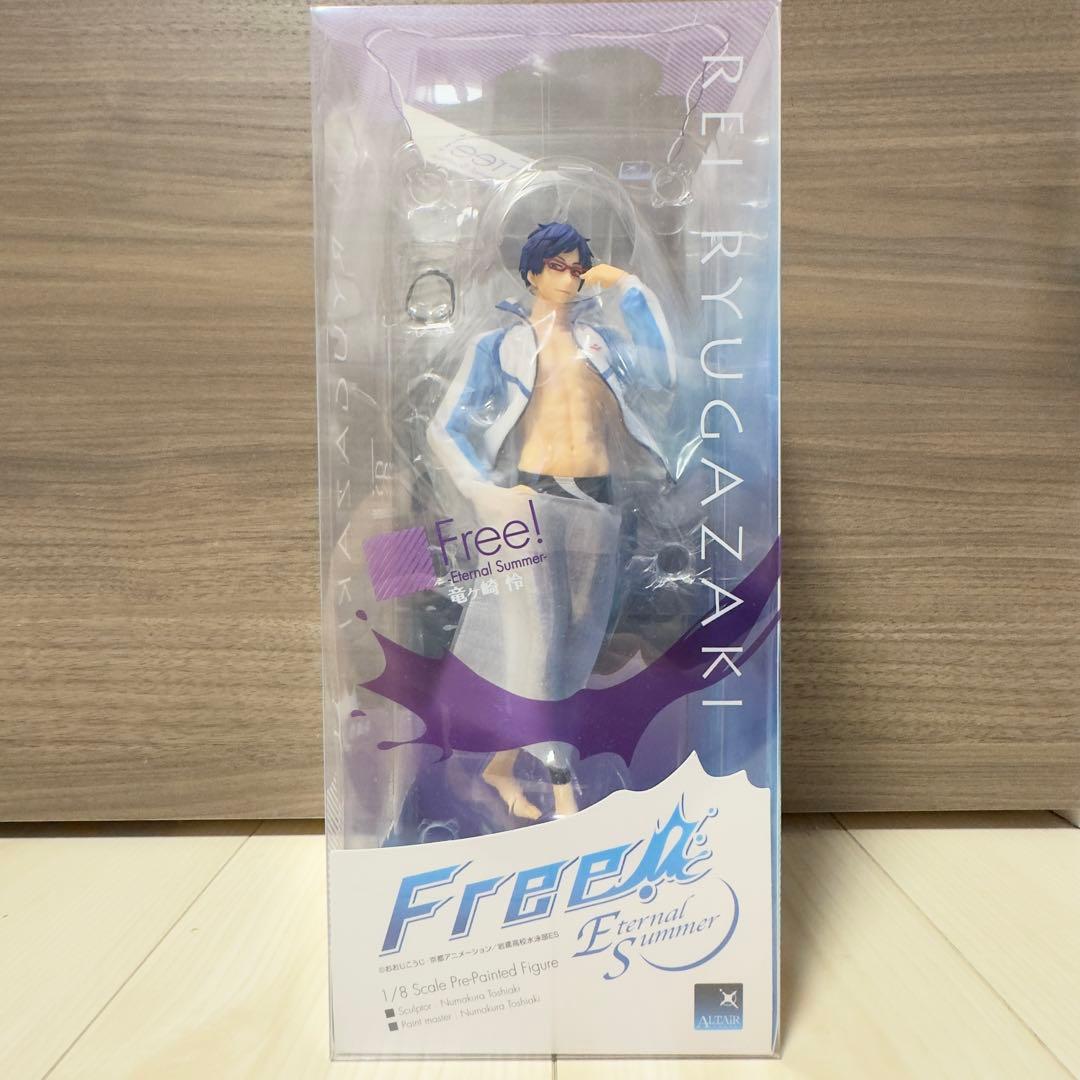 REI RYUGAZAKI
Free!
-Eternal Summer-
竜ヶ崎 怜
Free!
Eternal
Summer
©おおじこうじ・京都アニメーション/岩鳶高校水泳部ES
1/8 Scale Pre-Painted Figure
■ Sculptor : Numakura Toshiaki
■ Paint master : Numakura Toshiaki
ALTAiR